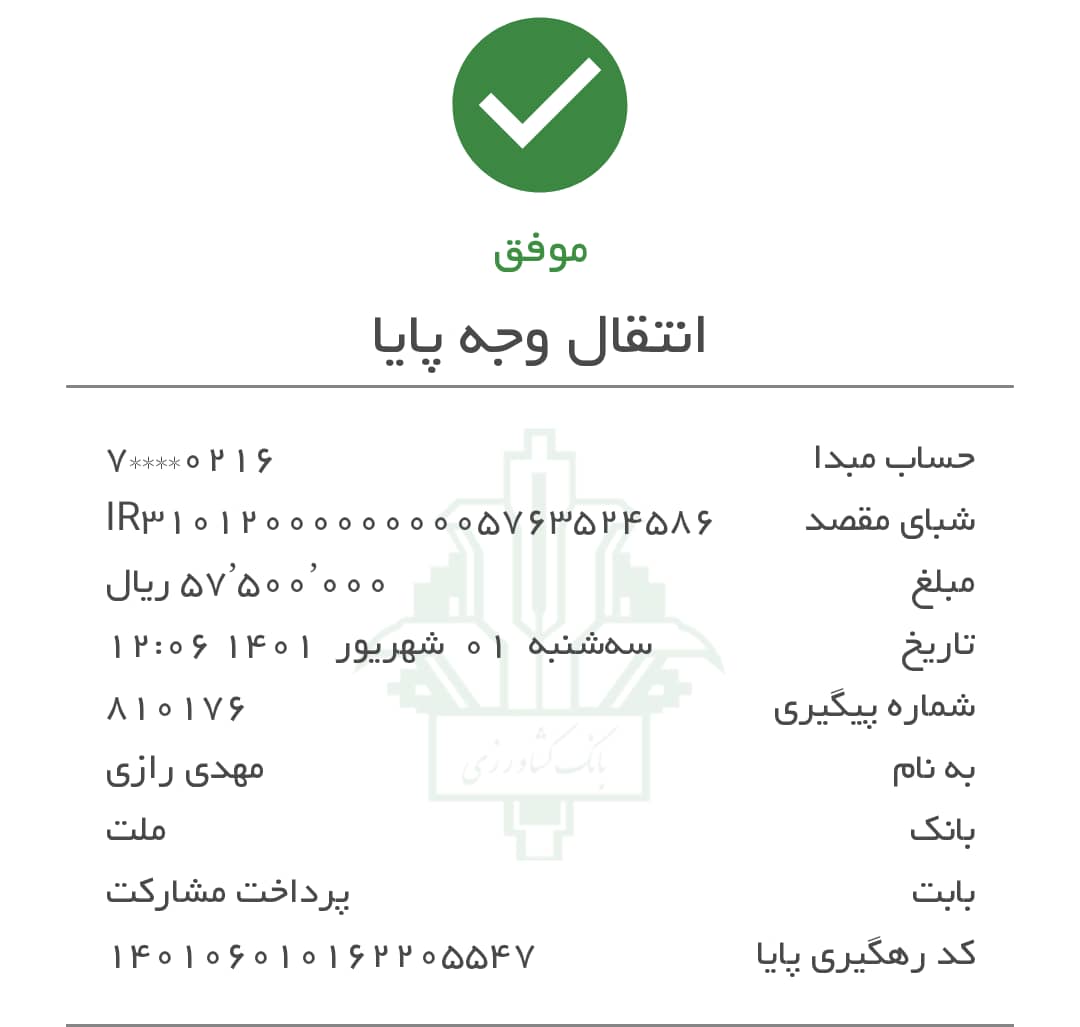 موفق
انتقال وجه پایا
حساب مبدا ۷****۰۲۱۶
شبای مقصد IR۳۱۰۱۲۰۰۰۰۰۰۰۰۰۰۵۷۶۳۵۲۴۵۸۶
مبلغ ۵۷٬۵۰۰٬۰۰۰ ریال
تاریخ سه‌شنبه ۰۱ شهریور ۱۴۰۱ ۱۲:۰۶
شماره پیگیری ۸۱۰۱۷۶
به نام مهدی رازی
بانک کشاورزی
بانک ملت
بابت پرداخت مشارکت
کد رهگیری پایا ۱۴۰۱۰۶۰۱۰۱۶۲۲۰۵۵۴۷